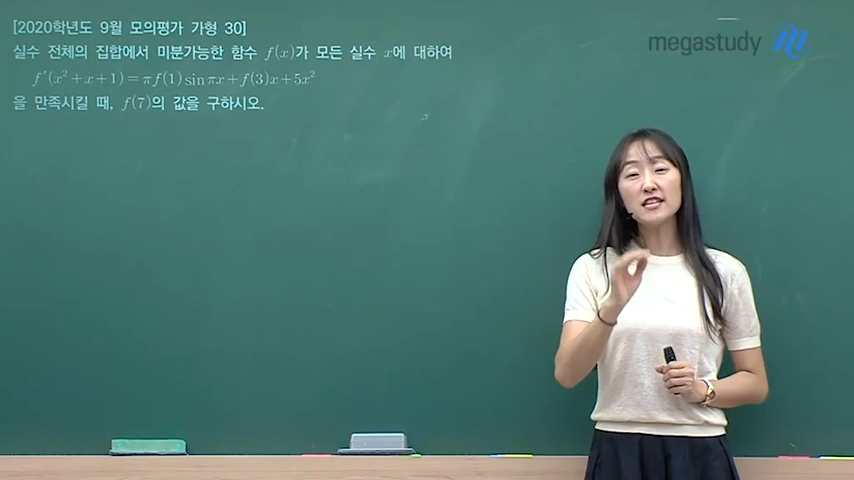 [2020학년도 9월 모의평가 가형 30]
실수 전체의 집합에서 미분가능한 함수 f(x)가 모든 실수 x에 대하여
f′(x²+x+1)=πf(1)sinπx+f(3)x+5x²
을 만족시킬 때, f(7)의 값을 구하시오.
megastudy